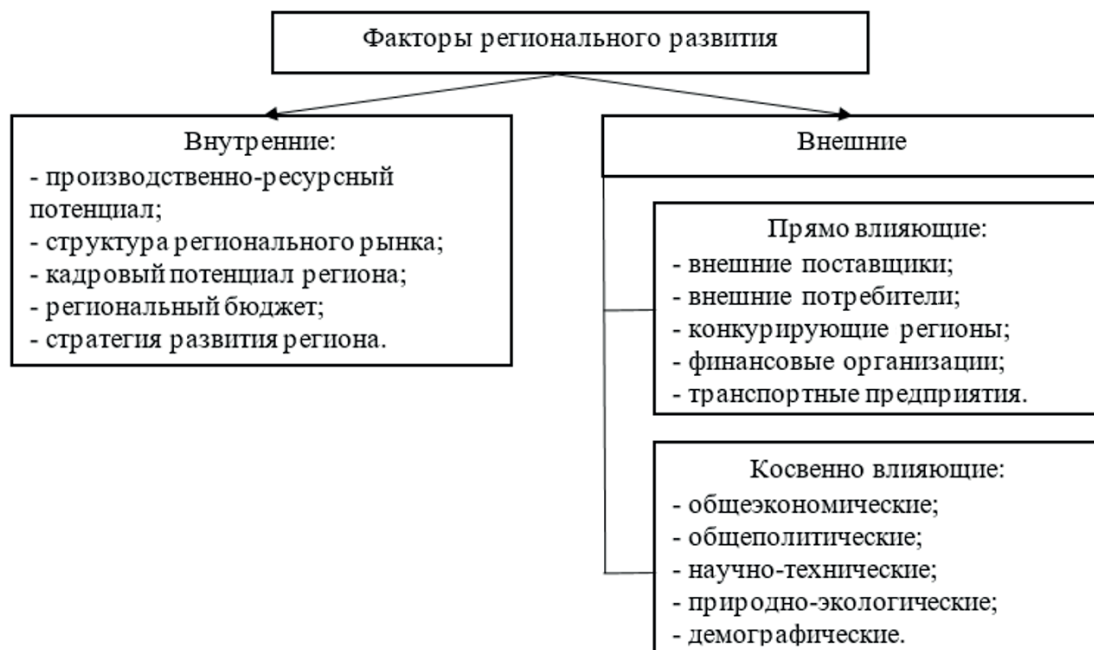 Факторы регионального развития
Внутренние:
- производственно-ресурсный
потенциал;
- структура регионального рынка;
- кадровый потенциал региона;
- региональный бюджет;
- стратегия развития региона.
Внешние
Прямо влияющие:
- внешние поставщики;
- внешние потребители;
- конкурирующие регионы;
- финансовые организации;
- транспортные предприятия.
Косвенно влияющие:
- общеэкономические;
- общеполитические;
- научно-технические;
- природно-экологические;
- демографические.